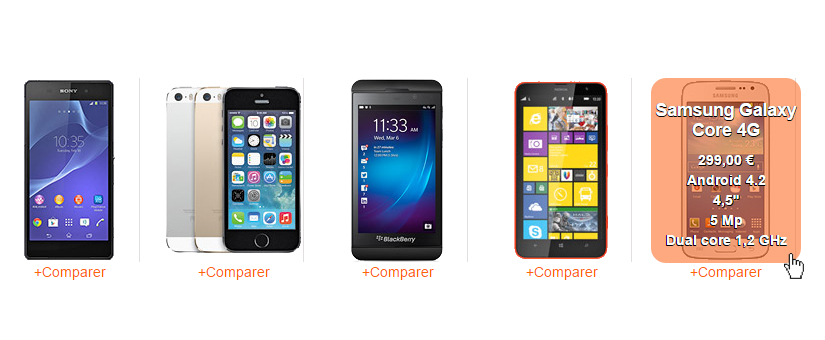 SONY
10:35
11:33
Wed, Mar 6
BlackBerry
SAMSUNG
Samsung Galaxy
Core 4G
299,00 €
Android 4.2
4,5"
5 Mp
Dual core 1,2 GHz
+Comparer
+Comparer
+Comparer
+Comparer
+Comparer